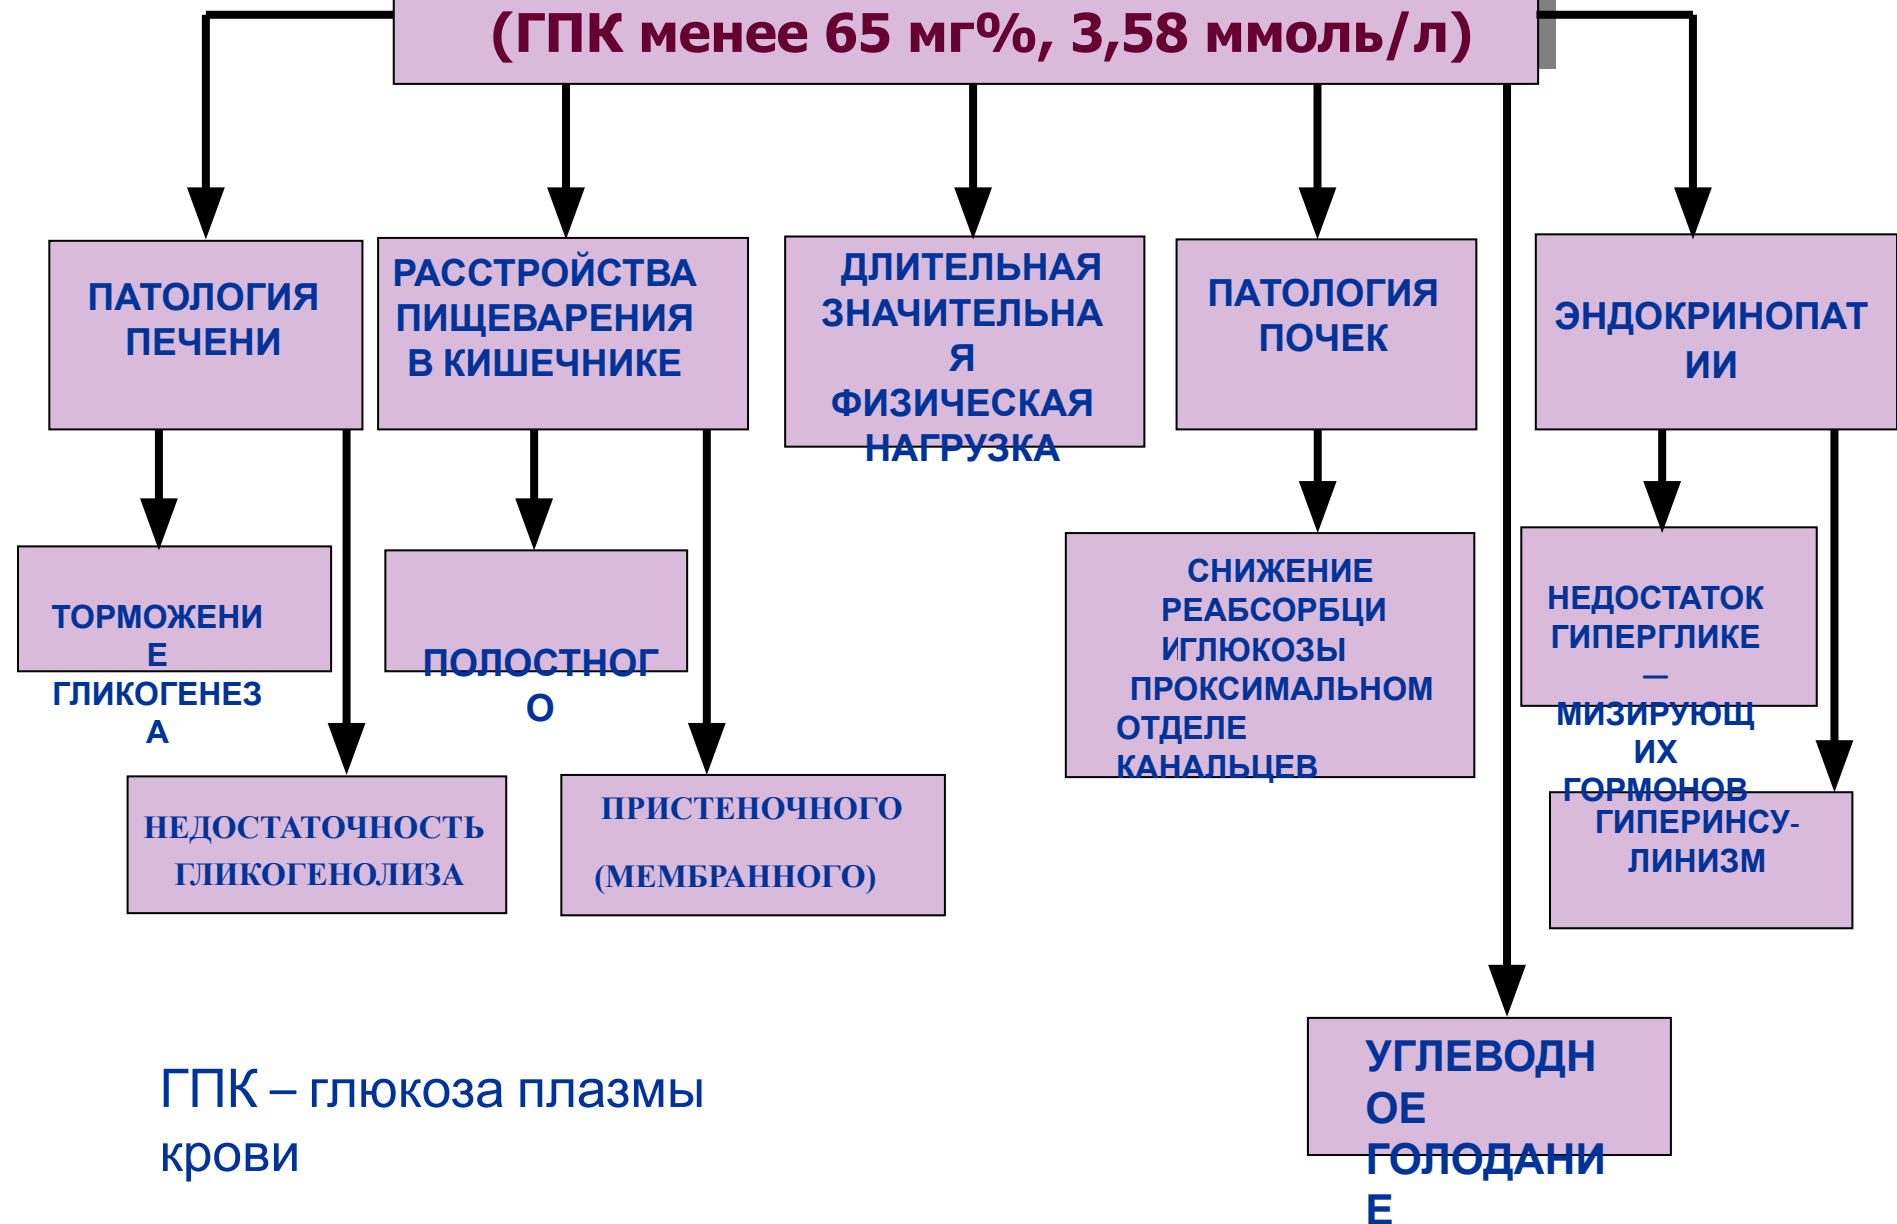 (ГПК менее 65 мг%, 3,58 ммоль/л)
ПАТОЛОГИЯ
ПЕЧЕНИ
РАССТРОЙСТВА
ПИЩЕВАРЕНИЯ
В КИШЕЧНИКЕ
ДЛИТЕЛЬНАЯ
ЗНАЧИТЕЛЬНА
Я
ФИЗИЧЕСКАЯ
НАГРУЗКА
ПАТОЛОГИЯ
ПОЧЕК
ЭНДОКРИНОПАТ
ИИ
ТОРМОЖЕНИ
Е
ГЛИКОГЕНЕЗ
А
ПОЛОСТНОГ
О
СНИЖЕНИЕ
РЕАБСОРБЦИ
ИГЛЮКОЗЫ
ПРОКСИМАЛЬНОМ
ОТДЕЛЕ
КАНАЛЬЦЕВ
НЕДОСТАТОК
ГИПЕРГЛИКЕ
—
МИЗИРУЮЩ
ИХ
ГОРМОНОВ
НЕДОСТАТОЧНОСТЬ
ГЛИКОГЕНОЛИЗА
ПРИСТЕНОЧНОГО
(МЕМБРАННОГО)
ГИПЕРИНСУ-
ЛИНИЗМ
УГЛЕВОДН
ОЕ
ГОЛОДАНИ
Е
ГПК – глюкоза плазмы
крови